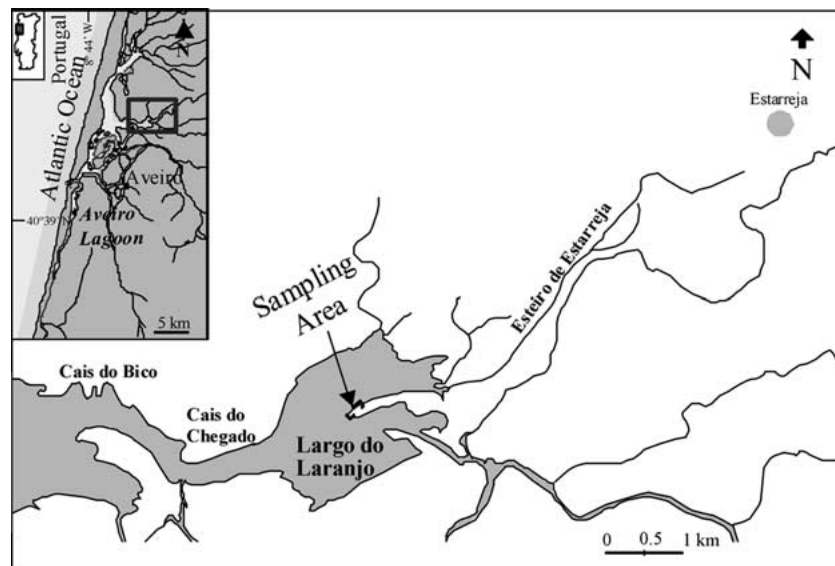 Portugal
8° 44´ W
N
Atlantic Ocean
Aveiro
40°39´N
Aveiro
Lagoon
5 km
N
Estarreja
Esteiro de Estarreja
Sampling
Area
Cais do Bico
Cais do
Chegado
Largo do
Laranjo
0 0.5 1 km